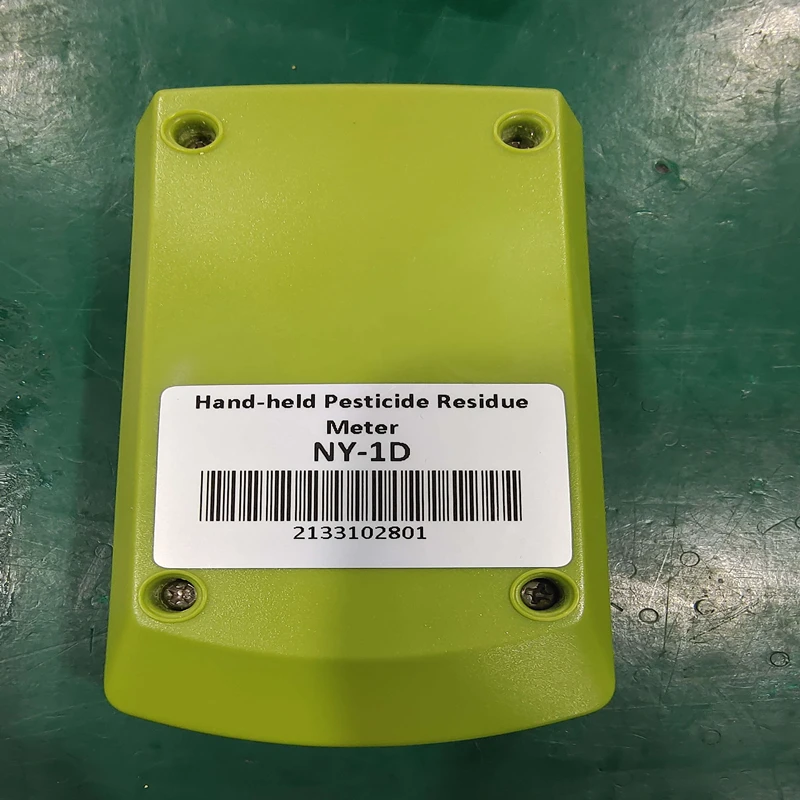 Hand-held Pesticide Residue
Meter
NY-1D
2133102801